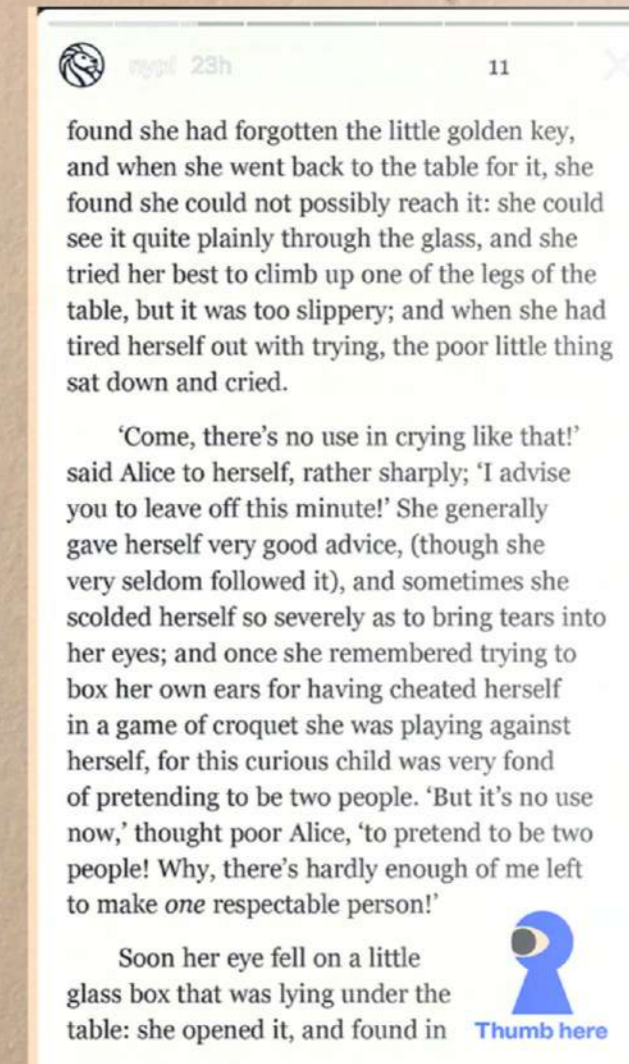 nypl 23h
11
found she had forgotten the little golden key,
and when she went back to the table for it, she
found she could not possibly reach it: she could
see it quite plainly through the glass, and she
tried her best to climb up one of the legs of the
table, but it was too slippery; and when she had
tired herself out with trying, the poor little thing
sat down and cried.
‘Come, there’s no use in crying like that!’
said Alice to herself, rather sharply; ‘I advise
you to leave off this minute!’ She generally
gave herself very good advice, (though she
very seldom followed it), and sometimes she
scolded herself so severely as to bring tears into
her eyes; and once she remembered trying to
box her own ears for having cheated herself
in a game of croquet she was playing against
herself, for this curious child was very fond
of pretending to be two people. ‘But it’s no use
now,’ thought poor Alice, ‘to pretend to be two
people! Why, there’s hardly enough of me left
to make one respectable person!’
Soon her eye fell on a little
glass box that was lying under the
table: she opened it, and found in
Thumb here